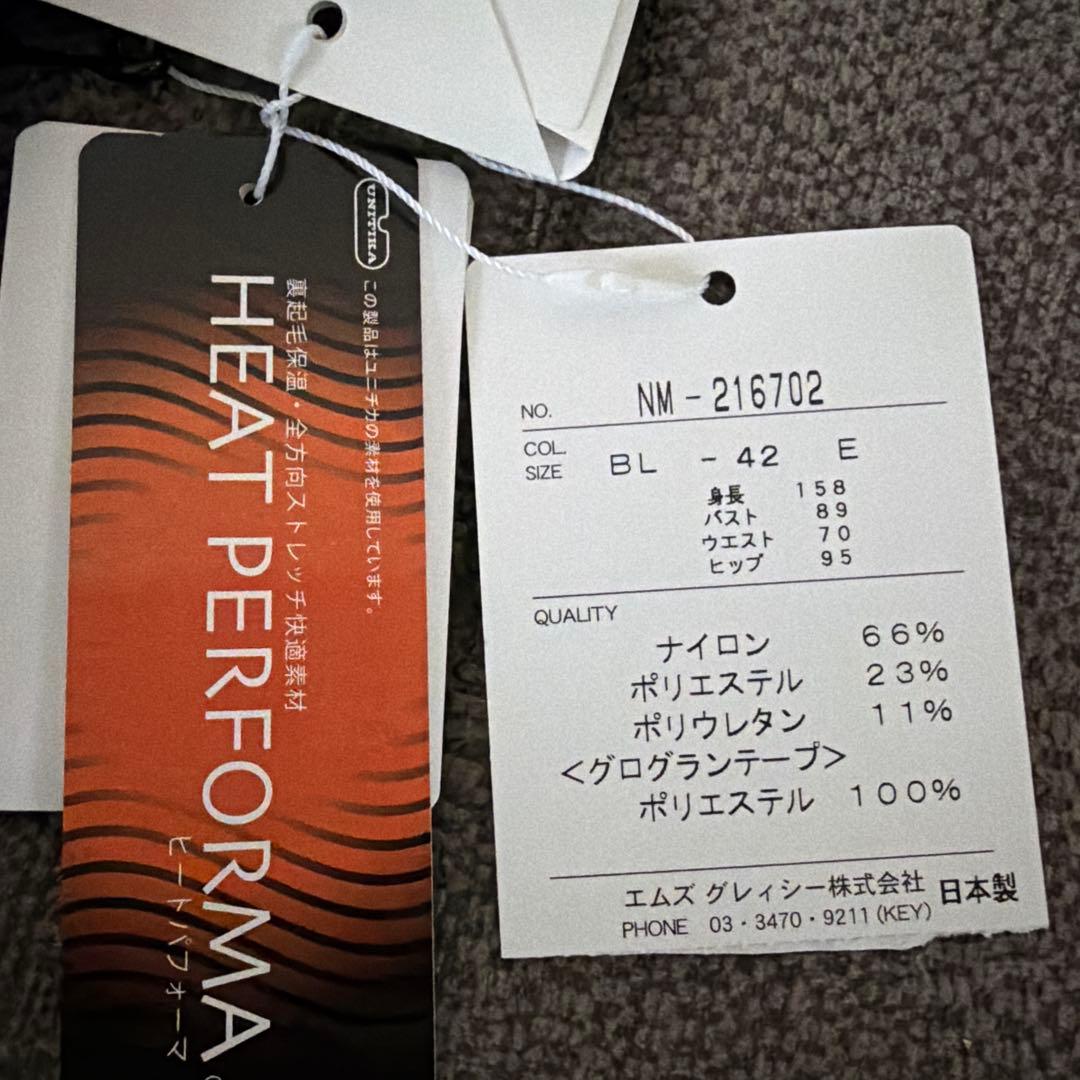 UNITIKA
この製品はユニチカの素材を使用しています。
裏起毛保温・全方向ストレッチ快適素材
HEAT PERFORMA
ヒートパフォーマ
NO. NM-216702
COL.
SIZE BL - 42 E
身長 158
バスト 89
ウエスト 70
ヒップ 95
QUALITY
ナイロン 66%
ポリエステル 23%
ポリウレタン 11%
<グログランテープ>
ポリエステル 100%
エムズ グレィシー株式会社 日本製
PHONE 03・3470・9211(KEY)